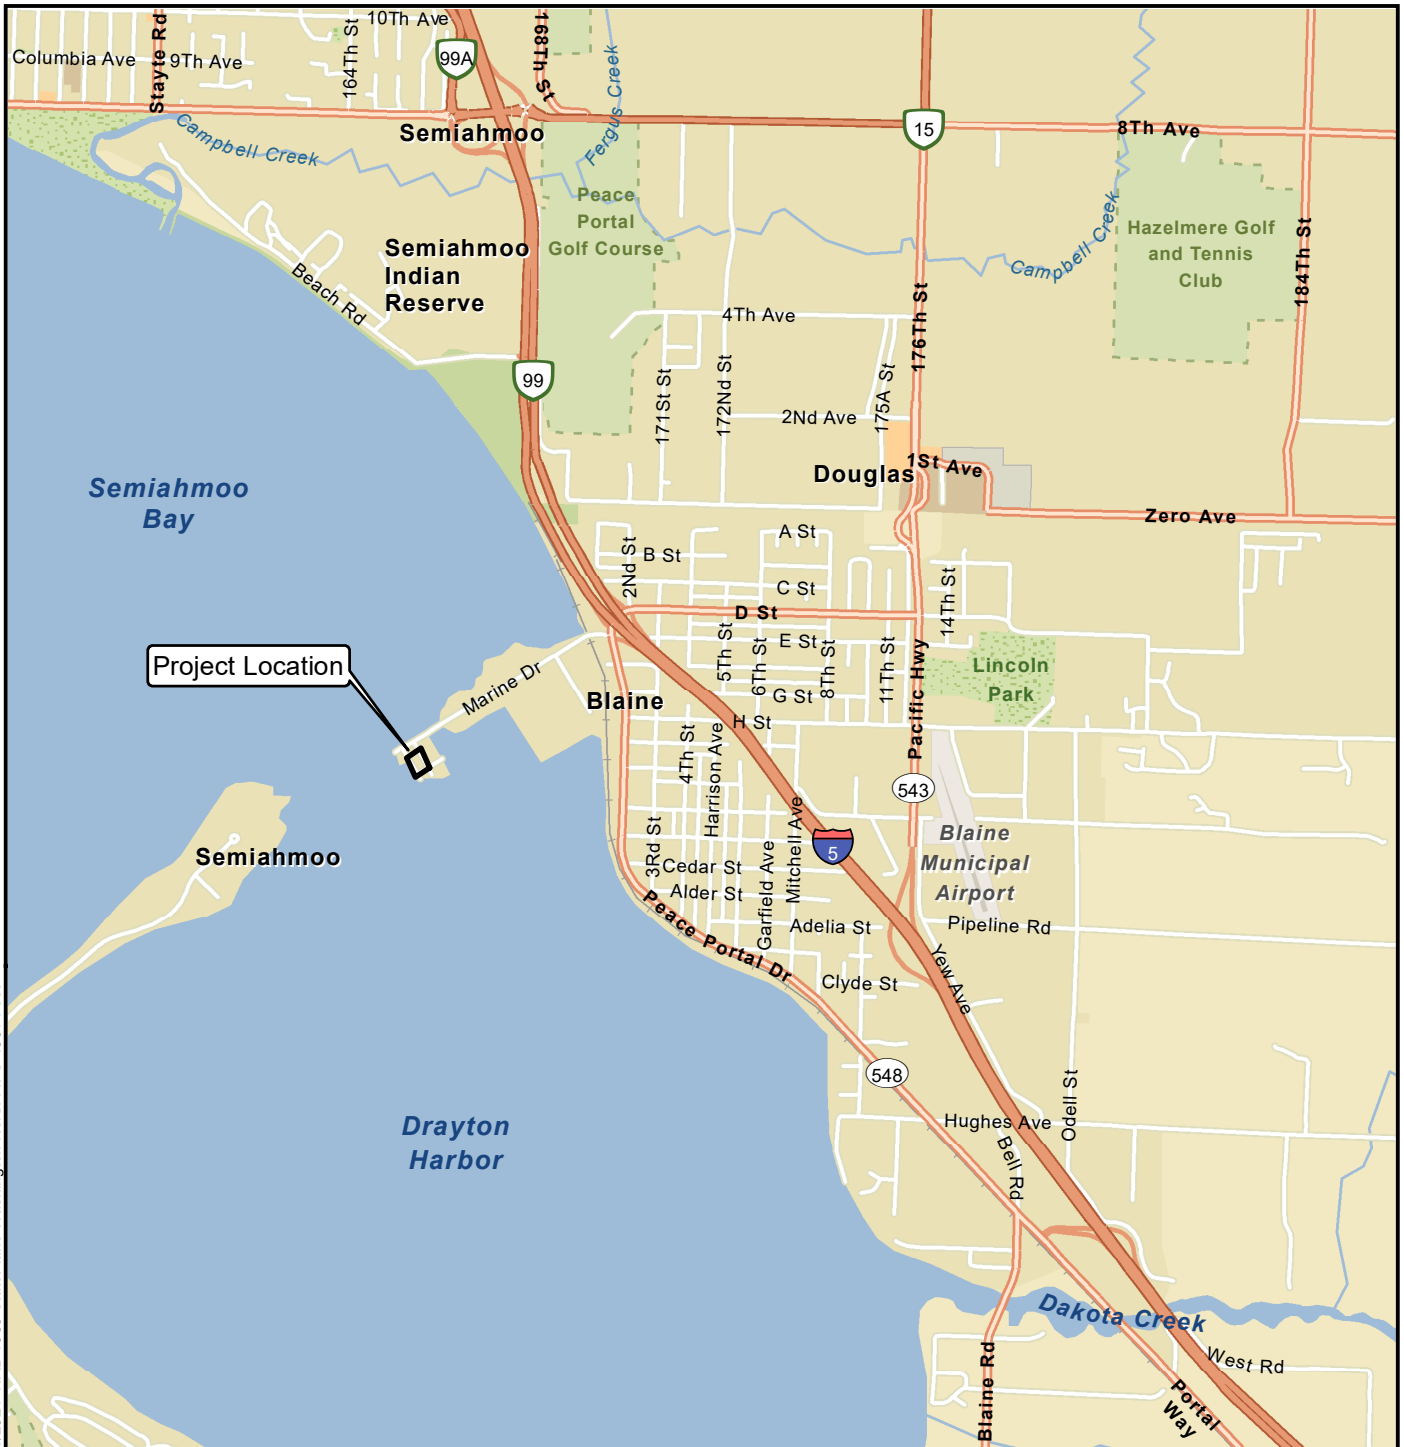 10Th Ave
168Th St
Stayte Rd
164Th St
99A
Columbia Ave
9Th Ave
Fergus Creek
15
8Th Ave
Campbell Creek
Semiahmoo
Peace
Portal
Golf Course
Campbell Creek
Hazelmere Golf
and Tennis
Club
184Th St
Semiahmoo
Indian
Reserve
Beach Rd
176Th St
4Th Ave
99
171St St
172Nd St
175A St
2Nd Ave
Douglas
1St Ave
Semiahmoo
Bay
Zero Ave
A St
2Nd St
B St
C St
14Th St
D St
5Th St
6Th St
E St
8Th St
11Th St
Pacific Hwy
Lincoln
Park
Project Location
Marine Dr
Blaine
G St
H St
4Th St
Harrison Ave
543
Mitchell Ave
Blaine
Municipal
Airport
5
3Rd St
Semiahmoo
Cedar St
Alder St
Garfield Ave
Peace Portal Dr
Adelia St
Pipeline Rd
Yew Ave
Clyde St
548
Odell St
Hughes Ave
Bell Rd
Drayton
Harbor
Dakota Creek
Blaine Rd
West Rd
Portal
Way